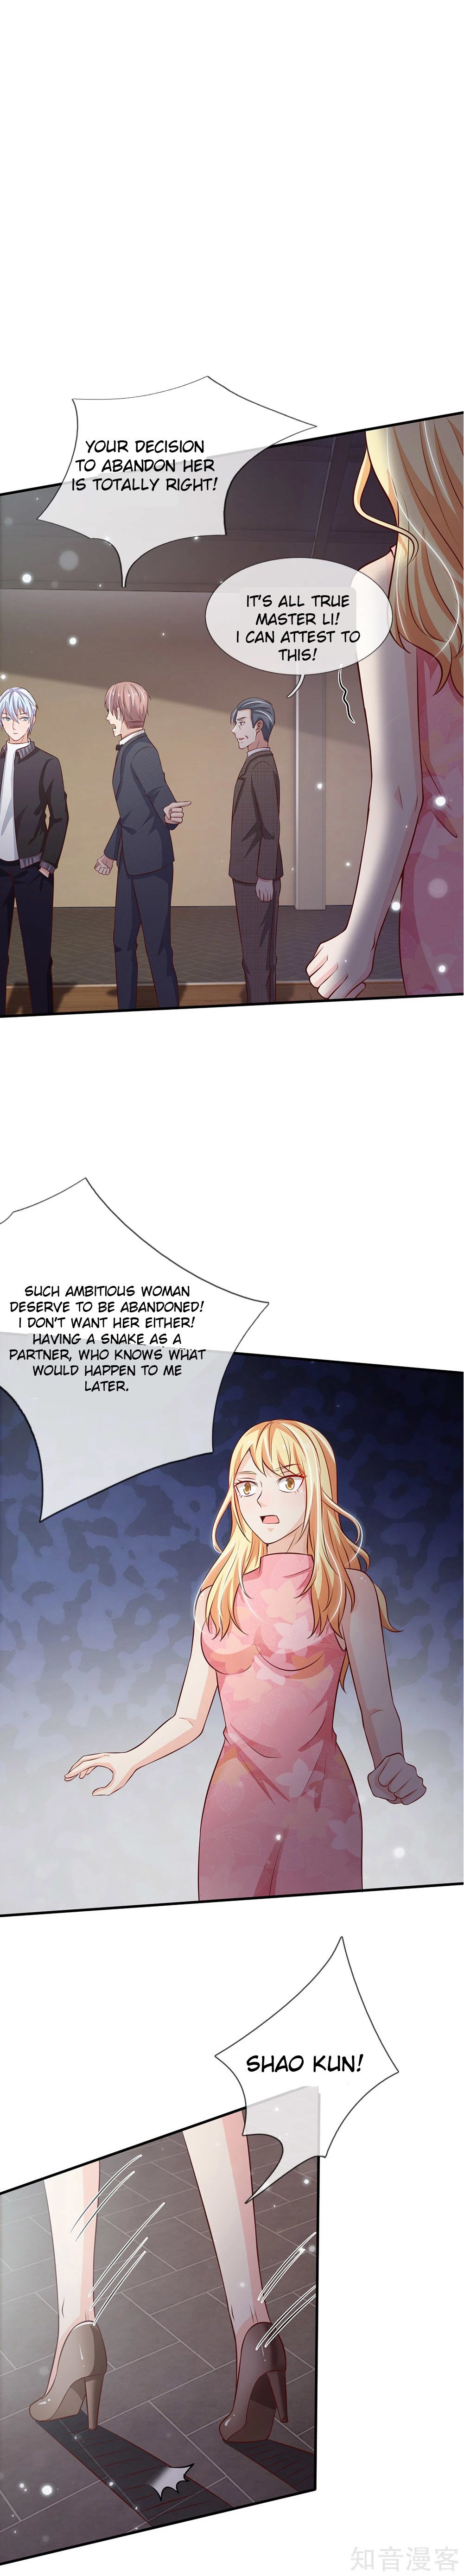 YOUR DECISION
TO ABANDON HER
IS TOTALLY RIGHT!
IT'S ALL TRUE
MASTER LI!
I CAN ATTEST TO
THIS!
SUCH AMBITIOUS WOMAN
DESERVE TO BE ABANDONED!
I DON'T WANT HER EITHER!
HAVING A SNAKE AS A
PARTNER, WHO KNOWS WHAT
WOULD HAPPEN TO ME
LATER.
SHAO KUN!
知音漫客